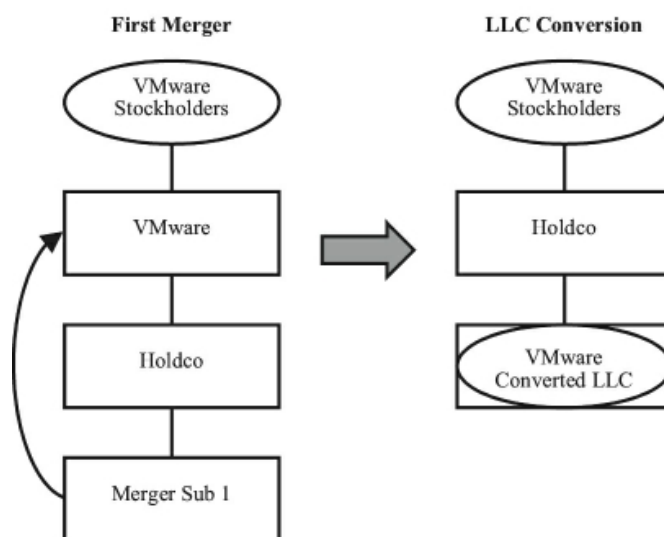 First Merger
VMware
Stockholders
VMware
Holdco
Merger Sub 1
LLC Conversion
VMware
Stockholders
Holdco
VMware
Converted LLC